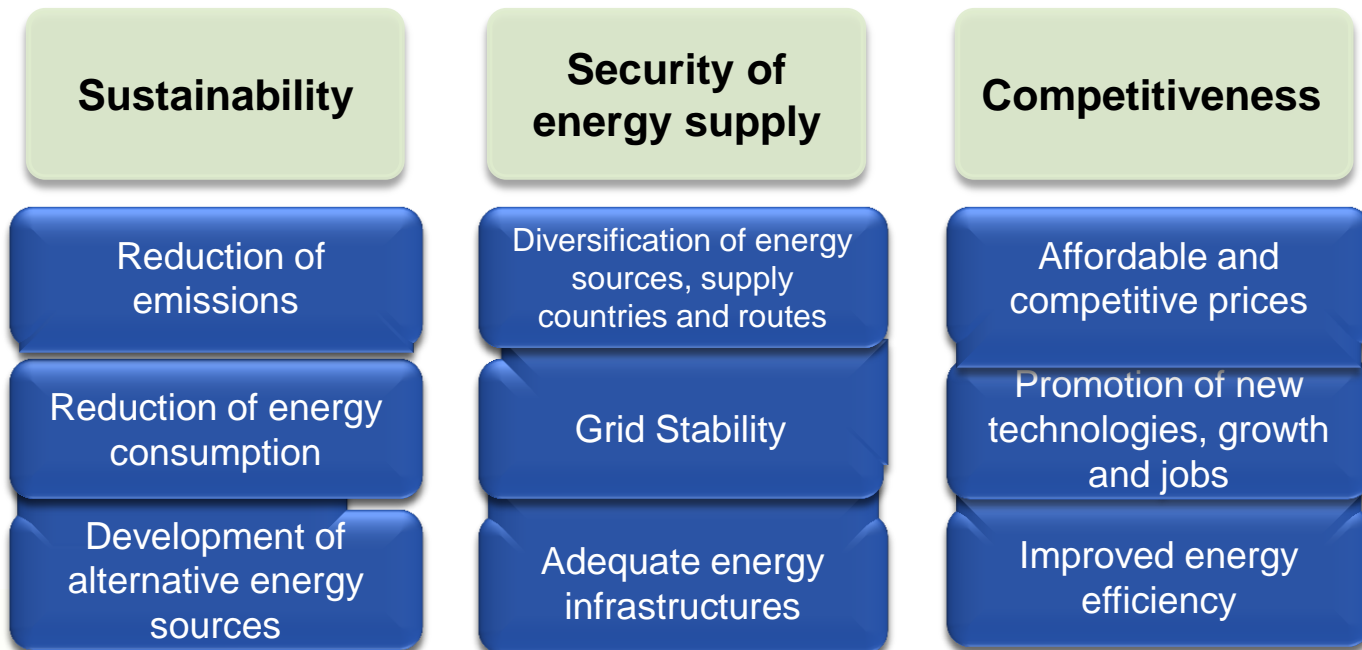 Sustainability
Reduction of
emissions
Reduction of energy
consumption
Development of
alternative energy
sources
Security of
energy supply
Diversification of energy
sources, supply
countries and routes
Grid Stability
Adequate energy
infrastructures
Competitiveness
Affordable and
competitive prices
Promotion of new
technologies, growth
and jobs
Improved energy
efficiency